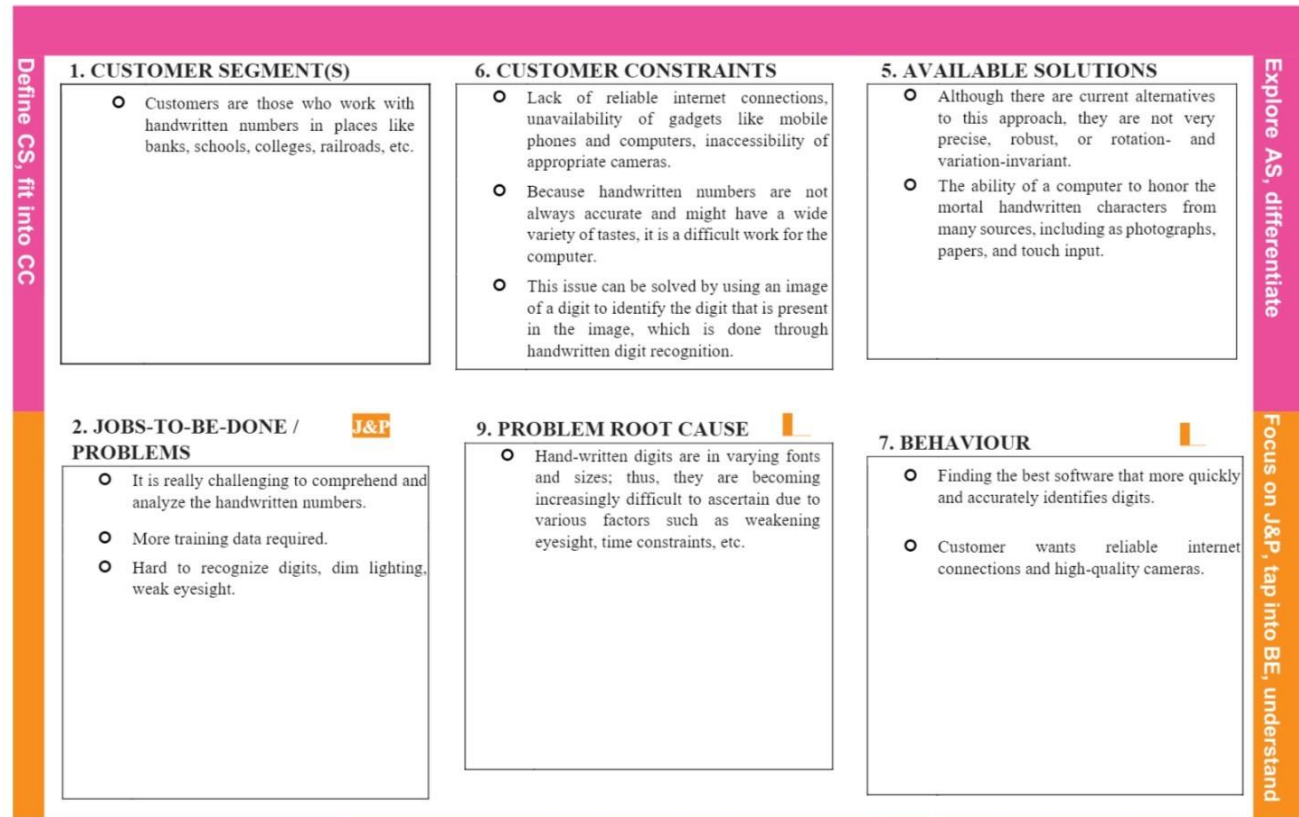 Define CS, fit into CC
1. CUSTOMER SEGMENT(S)
Customers are those who work with
handwritten numbers in places like
banks, schools, colleges, railroads, etc.
6. CUSTOMER CONSTRAINTS
Lack of reliable internet connections,
unavailability of gadgets like mobile
phones and computers, inaccessibility of
appropriate cameras.
Because handwritten numbers are not
always accurate and might have a wide
variety of tastes, it is a difficult work for the
computer.
This issue can be solved by using an image
of a digit to identify the digit that is present
in the image, which is done through
handwritten digit recognition.
5. AVAILABLE SOLUTIONS
Although there are current alternatives
to this approach, they are not very
precise, robust, or rotation- and
variation-invariant.
The ability of a computer to honor the
mortal handwritten characters from
many sources, including as photographs,
papers, and touch input.
Explore AS, differentiate
2. JOBS-TO-BE-DONE /
PROBLEMS
J&P
It is really challenging to comprehend and
analyze the handwritten numbers.
More training data required.
Hard to recognize digits, dim lighting,
weak eyesight.
9. PROBLEM ROOT CAUSE
Hand-written digits are in varying fonts
and sizes; thus, they are becoming
increasingly difficult to ascertain due to
various factors such as weakening
eyesight, time constraints, etc.
7. BEHAVIOUR
Finding the best software that more quickly
and accurately identifies digits.
Customer wants reliable internet
connections and high-quality cameras.
Focus on J&P, tap into BE, understand